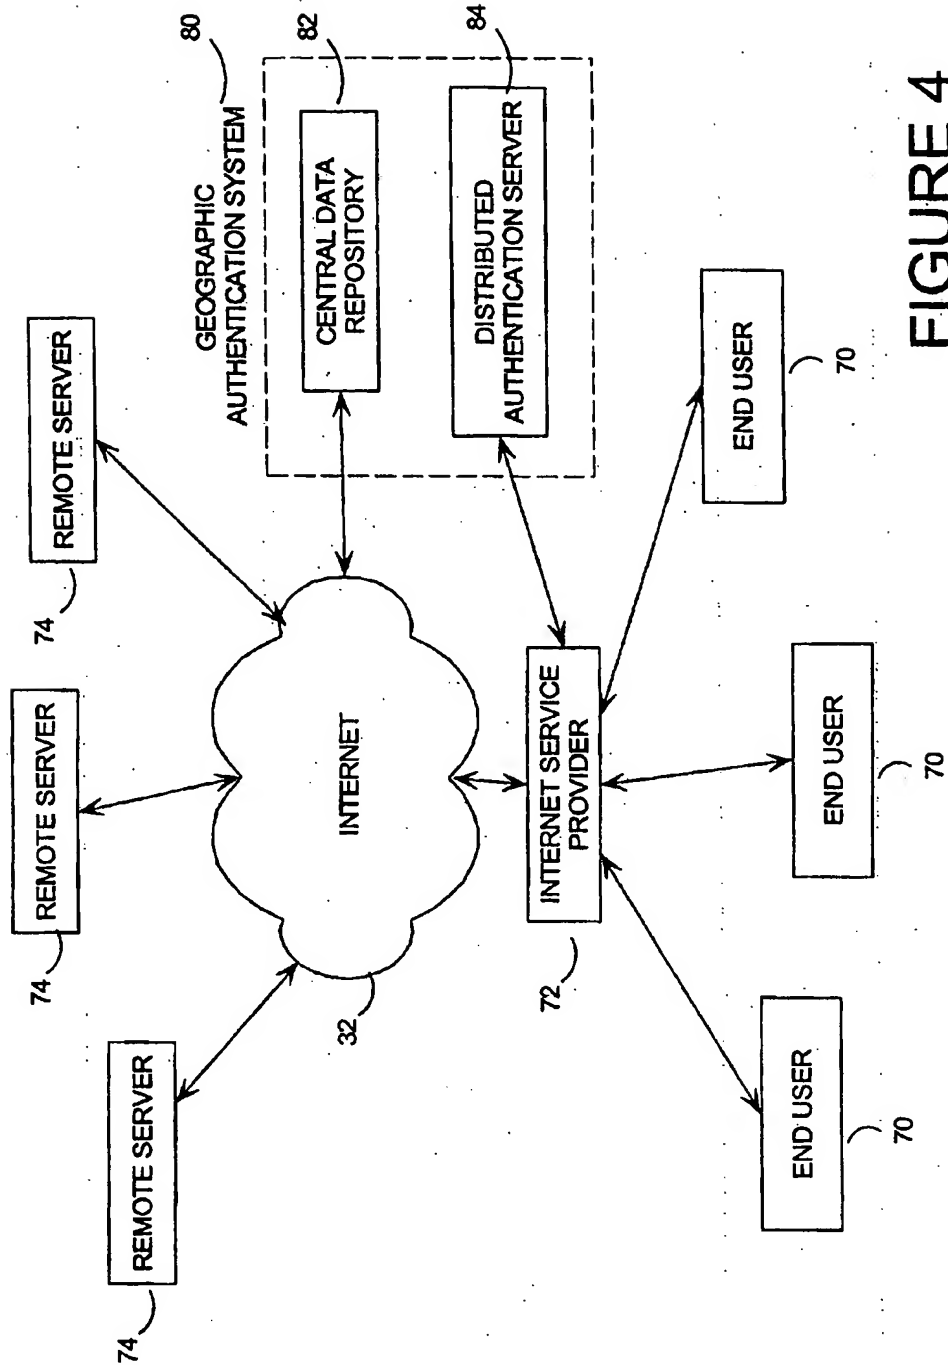 74
REMOTE SERVER
74
REMOTE SERVER
74
REMOTE SERVER
GEOGRAPHIC
AUTHENTICATION SYSTEM
80
32
INTERNET
CENTRAL DATA
REPOSITORY
82
DISTRIBUTED
AUTHENTICATION SERVER
84
72
INTERNET SERVICE
PROVIDER
END USER
70
END USER
70
END USER
70
FIGURE 4